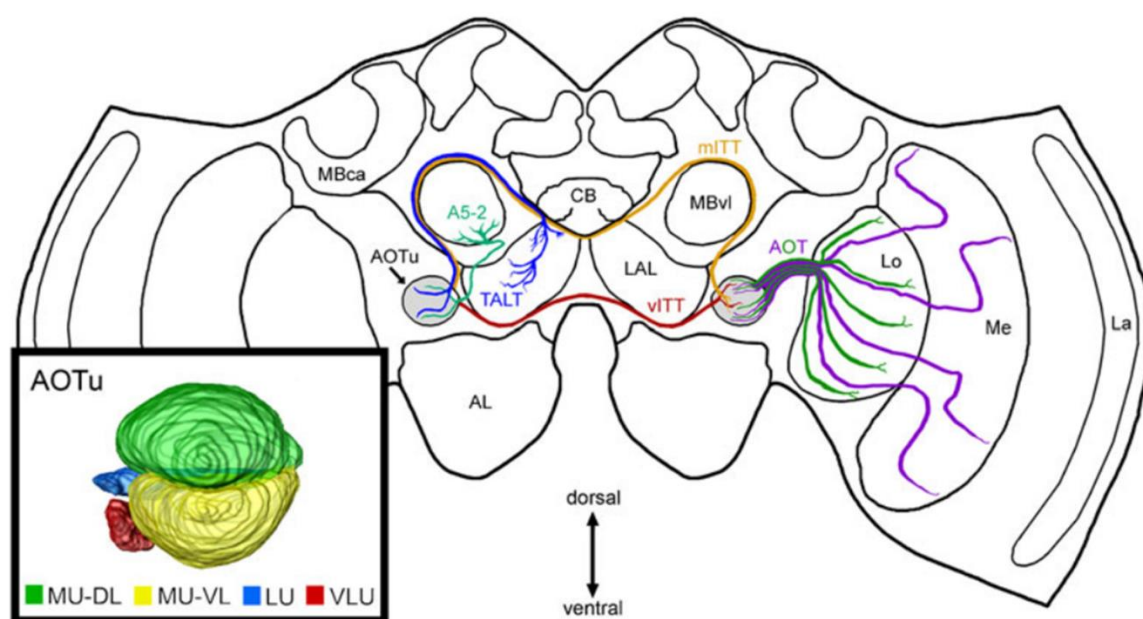 mITT
MBca
CB
MBvl
A5-2
AOT
AOTu
Lo
LAL
TALT
vITT
Me
La
AL
AOTu
dorsal
ventral
MU-DL MU-VL LU VLU